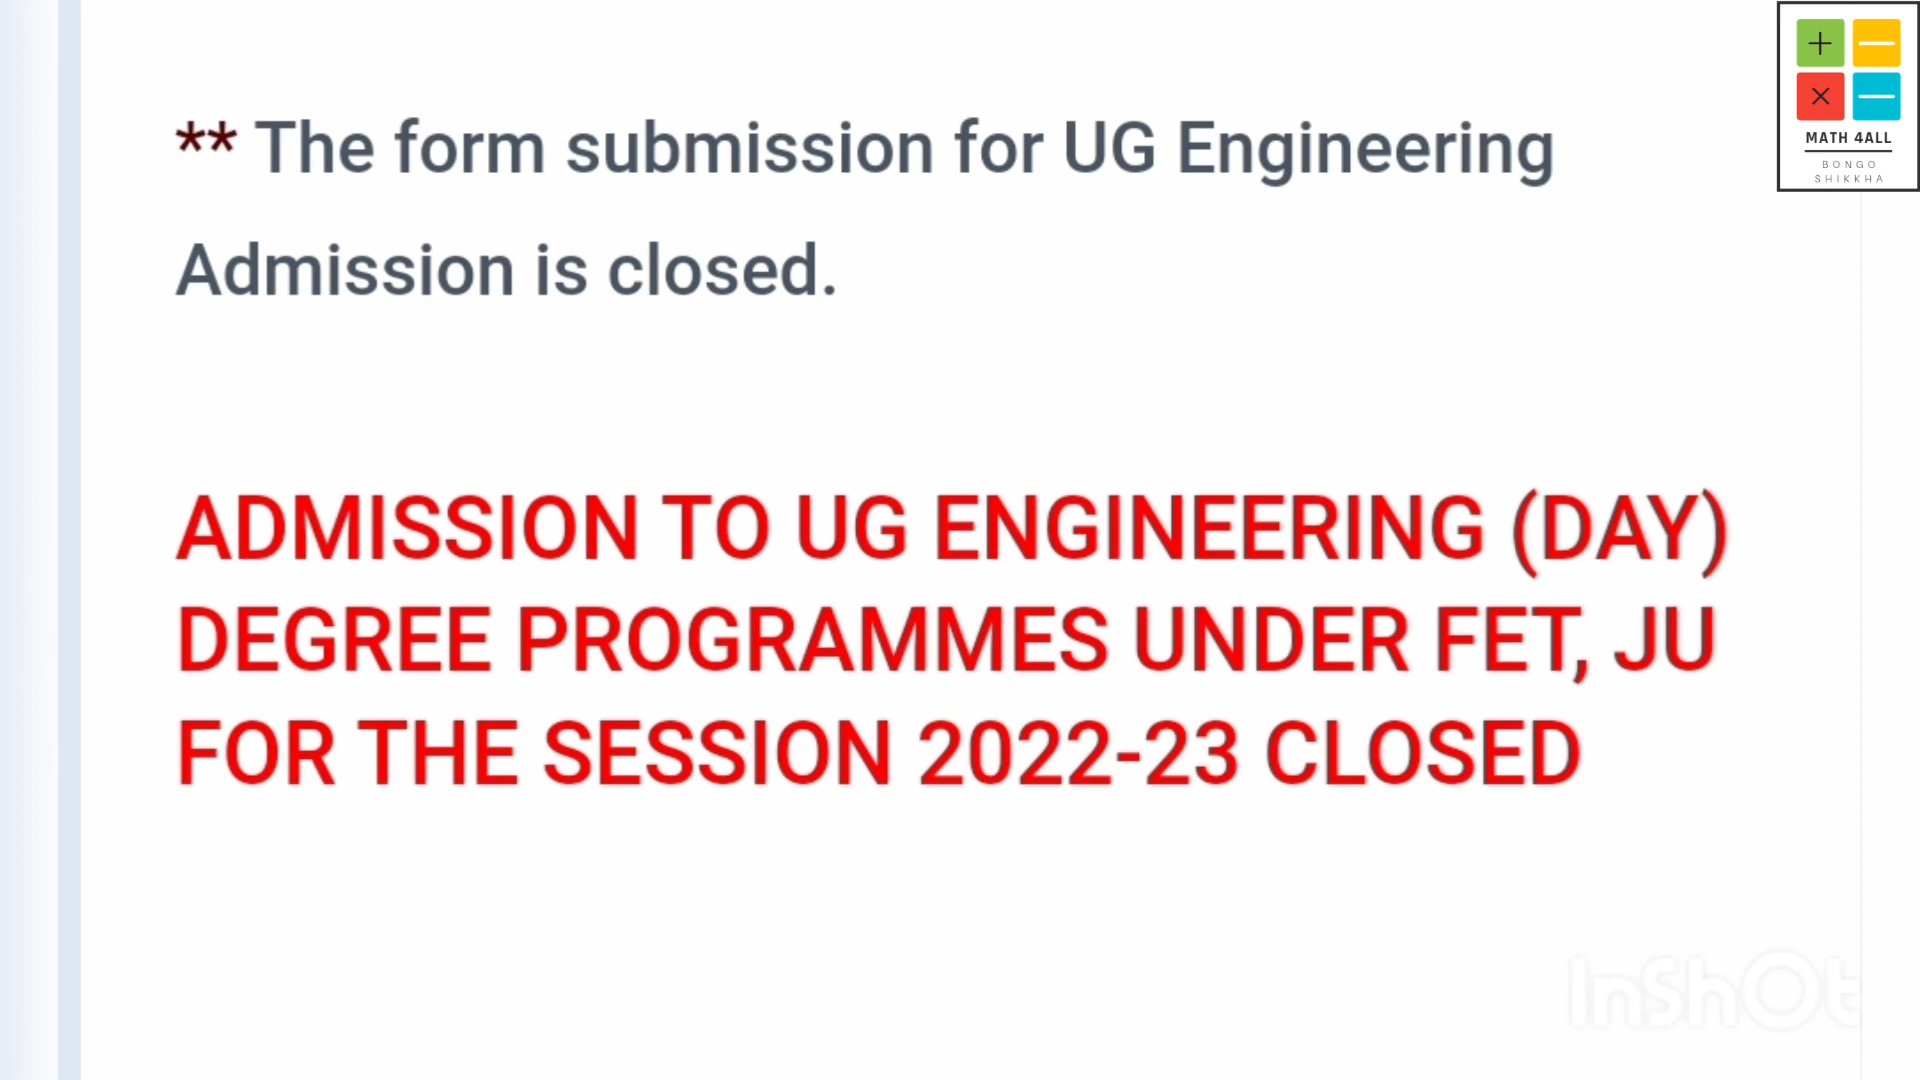 ** The form submission for UG Engineering
Admission is closed.
ADMISSION TO UG ENGINEERING (DAY)
DEGREE PROGRAMMES UNDER FET, JU
FOR THE SESSION 2022-23 CLOSED
MATH 4ALL
BONGO
SHIKKHA
InShOt